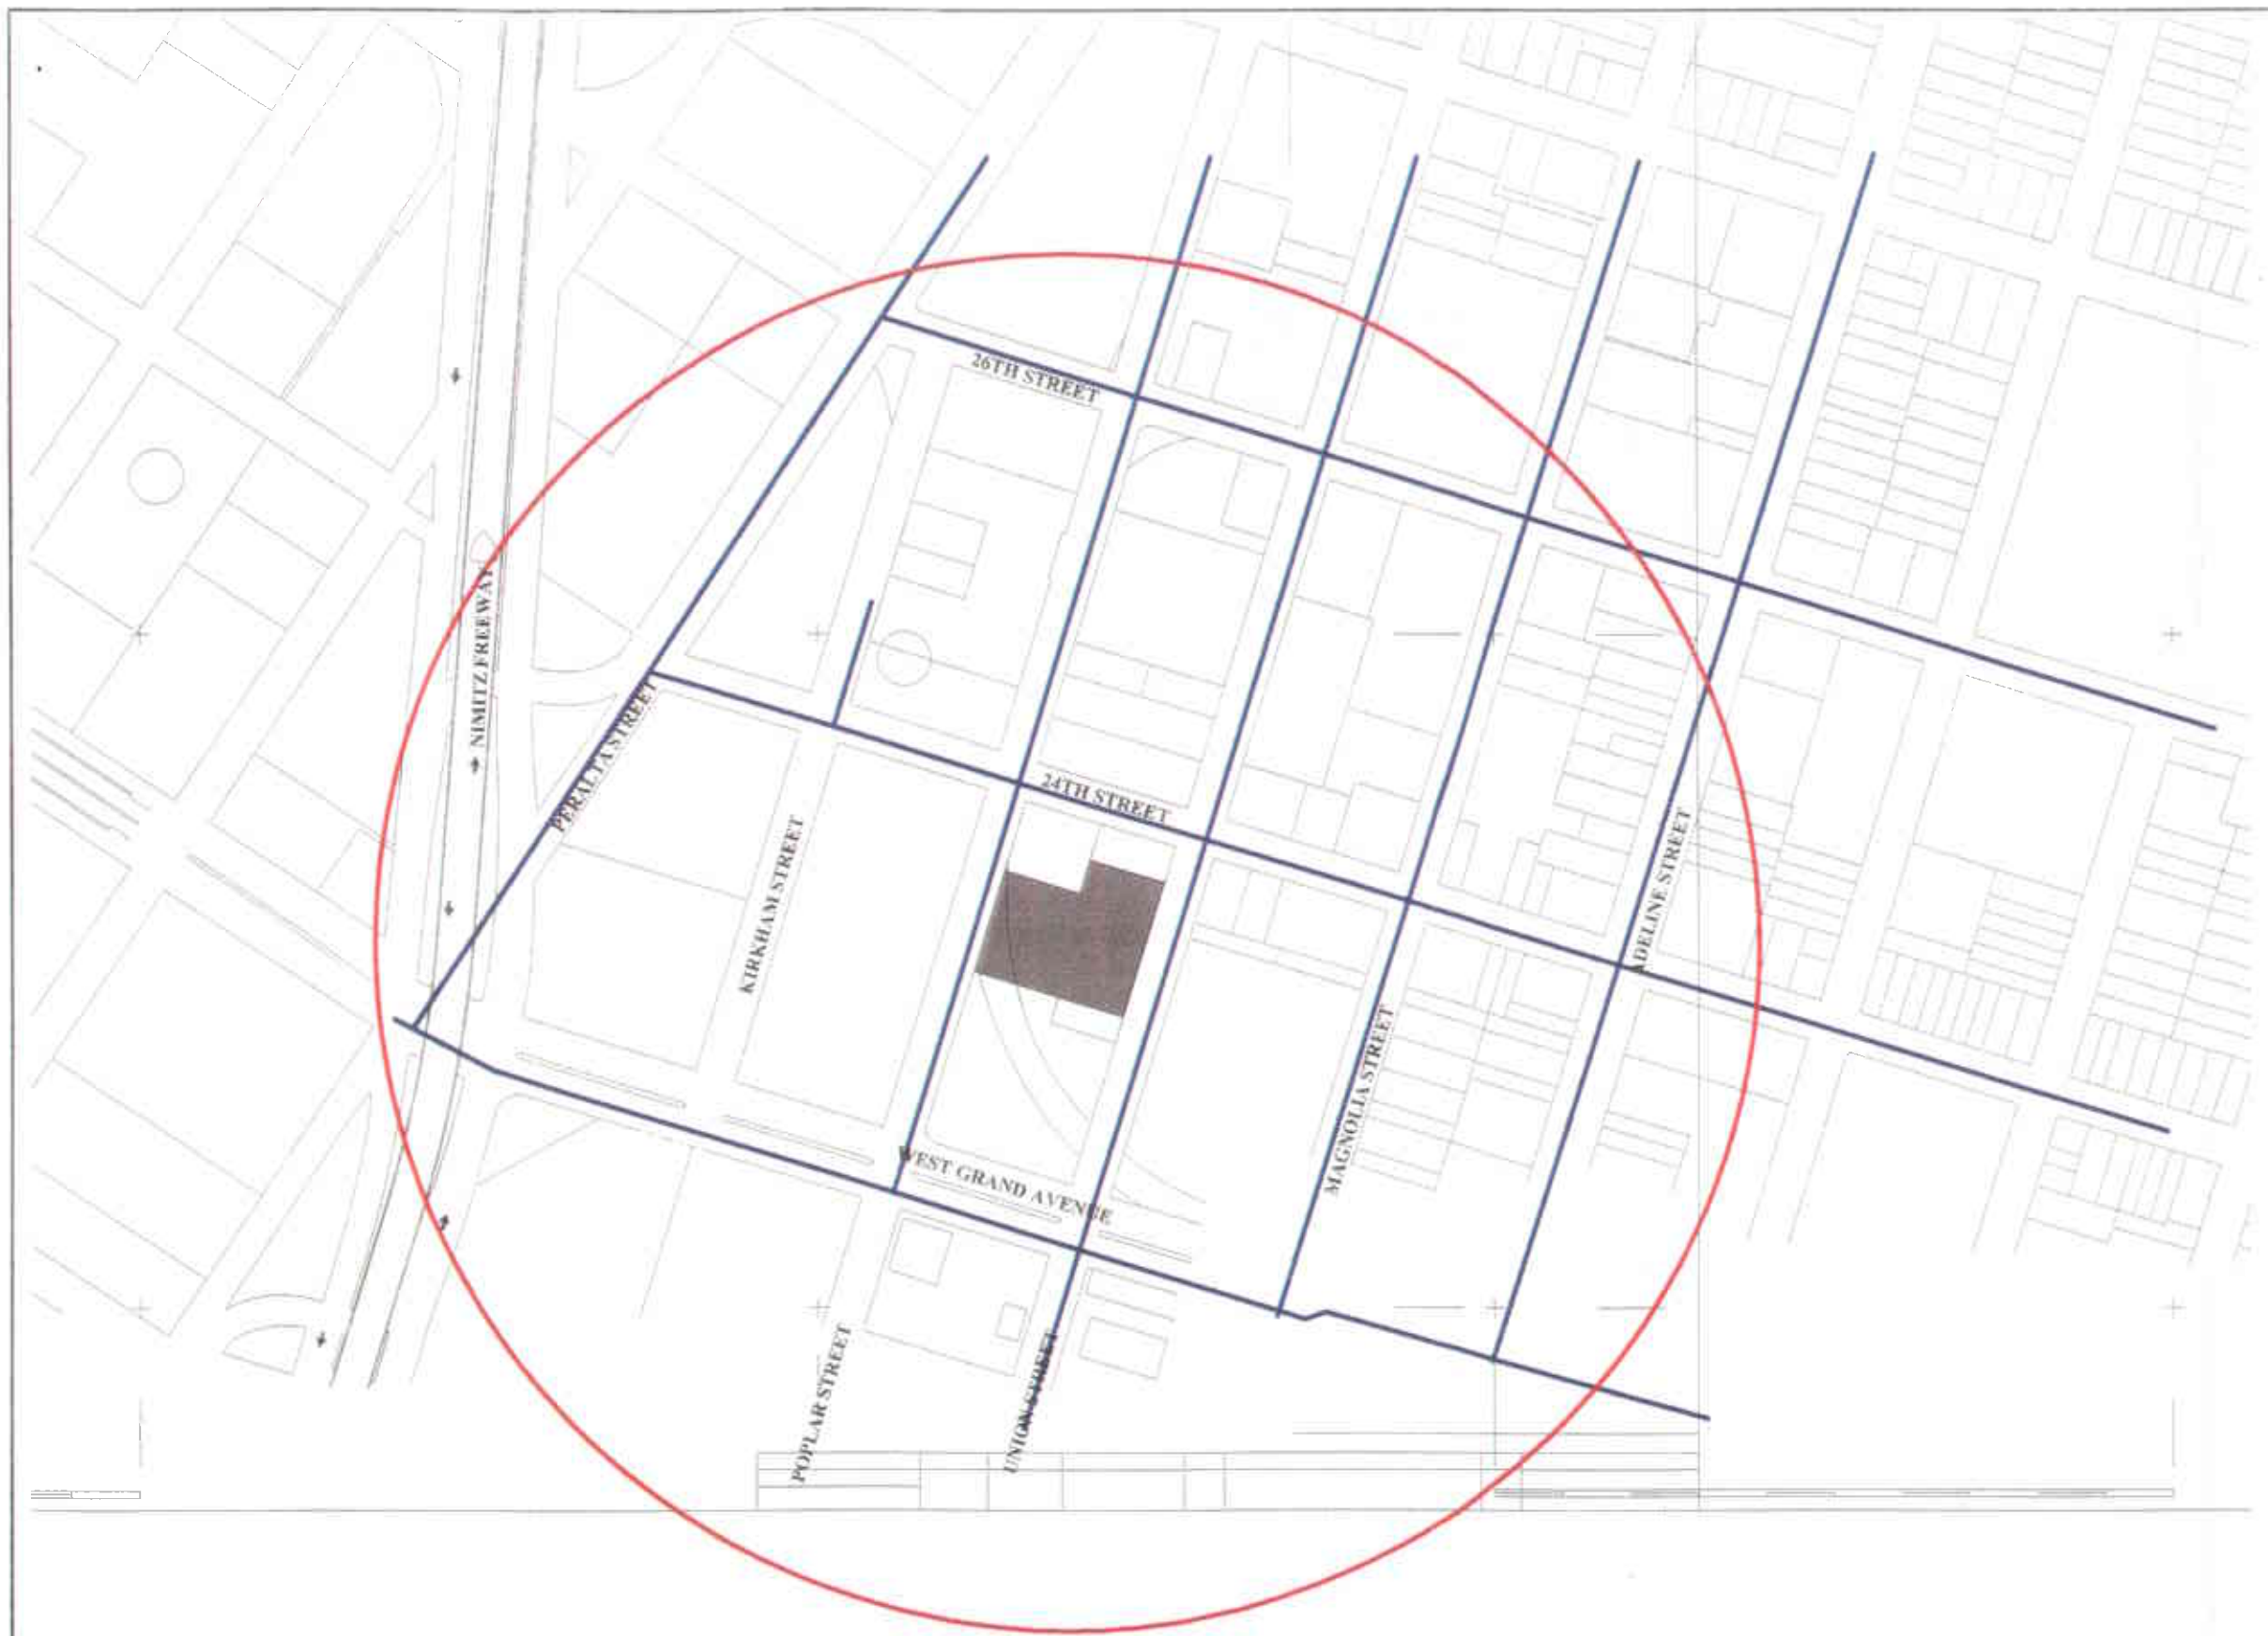 26TH STREET
NIMITZ FREEWAY
PERALTA STREET
24TH STREET
KIRKHAM STREET
ADELINE STREET
MAGNOLIA STREET
WEST GRAND AVENUE
POPLAR STREET
UNION STREET